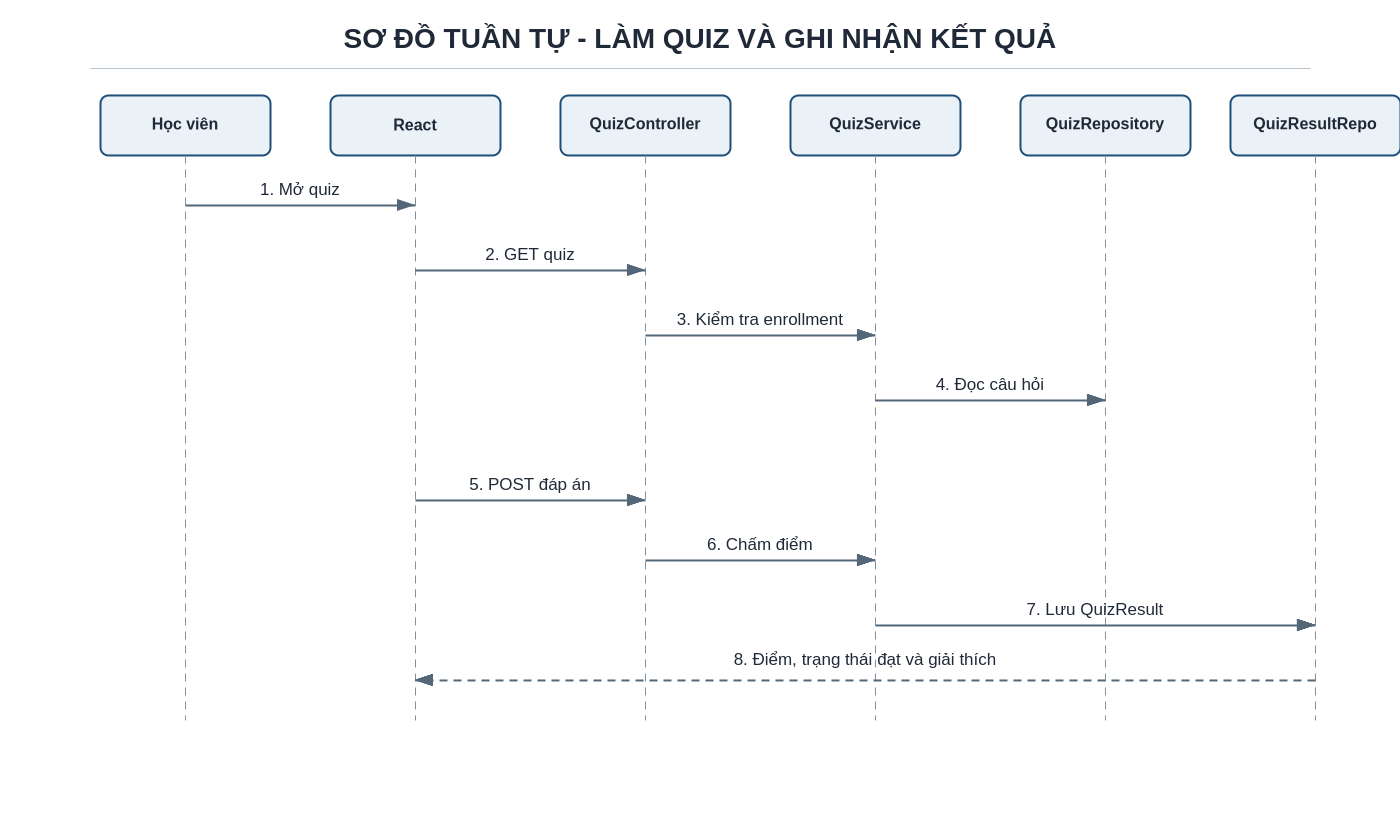 SƠ ĐỒ TUẦN TỰ - LÀM QUIZ VÀ GHI NHẬN KẾT QUẢ
Học viên
React
QuizController
QuizService
QuizRepository
QuizResultRepo
1. Mở quiz
2. GET quiz
3. Kiểm tra enrollment
4. Đọc câu hỏi
5. POST đáp án
6. Chấm điểm
7. Lưu QuizResult
8. Điểm, trạng thái đạt và giải thích